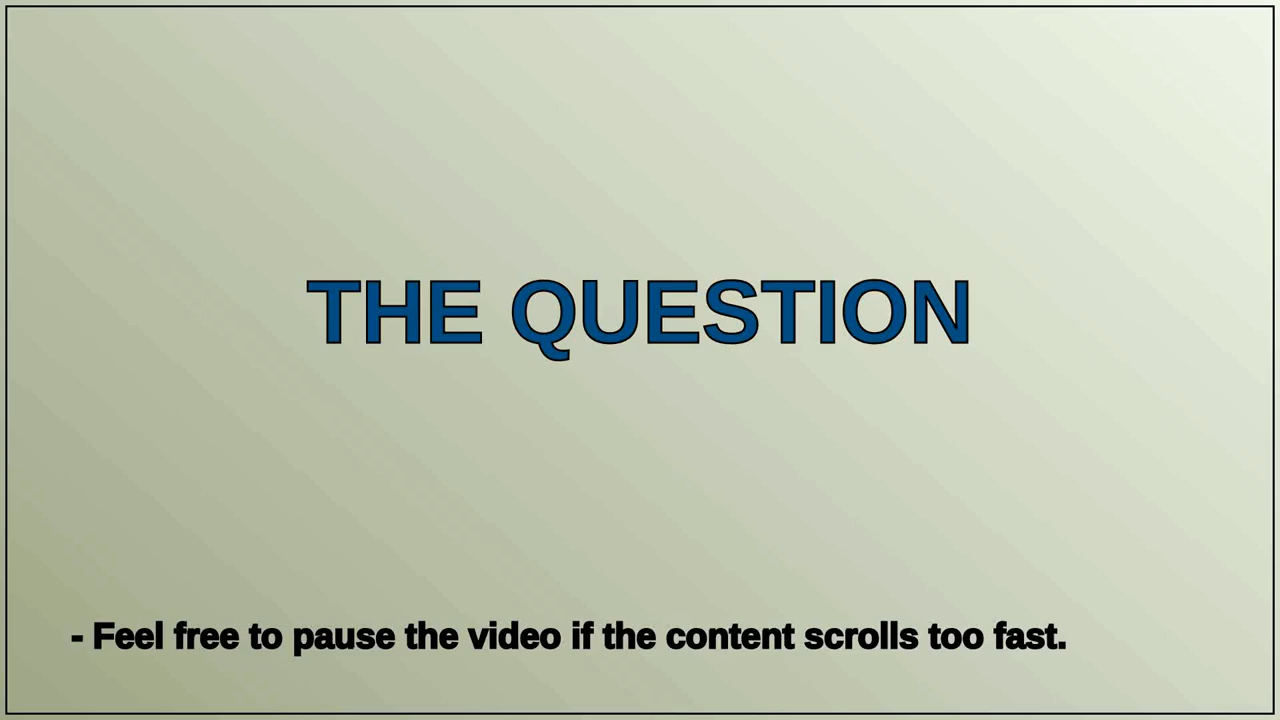 THE QUESTION
- Feel free to pause the video if the content scrolls too fast.